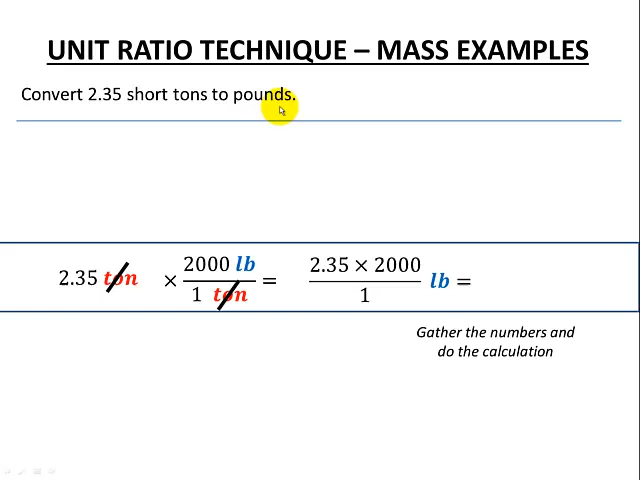 UNIT RATIO TECHNIQUE – MASS EXAMPLES
Convert 2.35 short tons to pounds.
2.35 ton × 2000 lb / 1 ton = 2.35 × 2000 / 1 lb =
Gather the numbers and
do the calculation